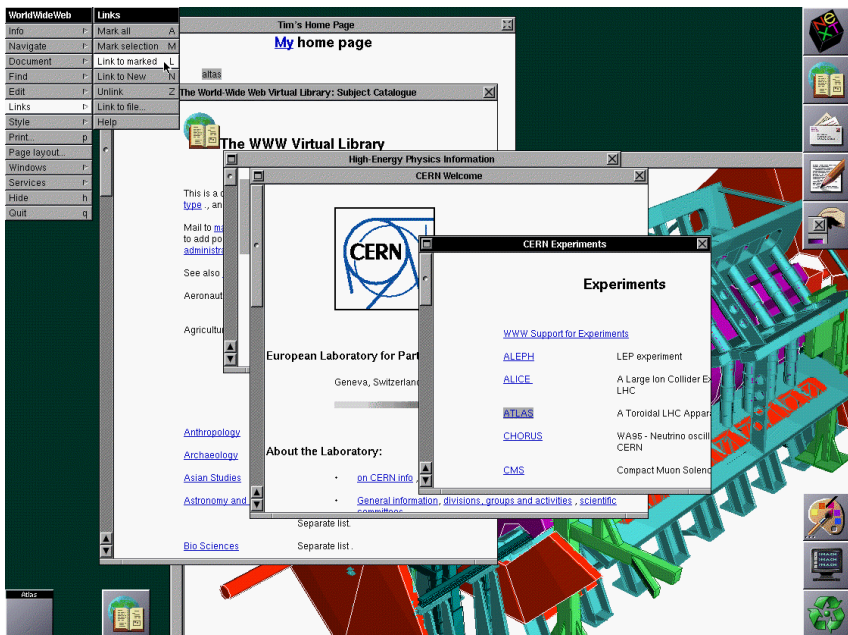 WorldWideWeb
Info
Navigate
Document
Find
Edit
Links
Style
Print... p
Page layout...
Windows
Services
Hide h
Quit q
Links
Mark all A
Mark selection M
Link to marked L
Link to New N
Unlink Z
Link to file...
Help
Tim's Home Page
My home page
atlas
The World-Wide Web Virtual Library: Subject Catalogue
The WWW Virtual Library
This is a
type ., an
Mail to
to add po
administr
See also
Aeronaut
Agricultur
Anthropology
Archaeology
Asian Studies
Astronomy and
Separate list.
Bio Sciences Separate list .
High-Energy Physics Information
CERN Welcome
CERN
European Laboratory for Part
Geneva, Switzerland
About the Laboratory:
on CERN info ,
General information, divisions, groups and activities , scientific
committees
CERN Experiments
Experiments
WWW Support for Experiments
ALEPH LEP experiment
ALICE A Large Ion Collider Ex
LHC
ATLAS A Toroidal LHC Appara
CHORUS WA95 - Neutrino oscill
CERN
CMS Compact Muon Soleno
Atlas
NeXT